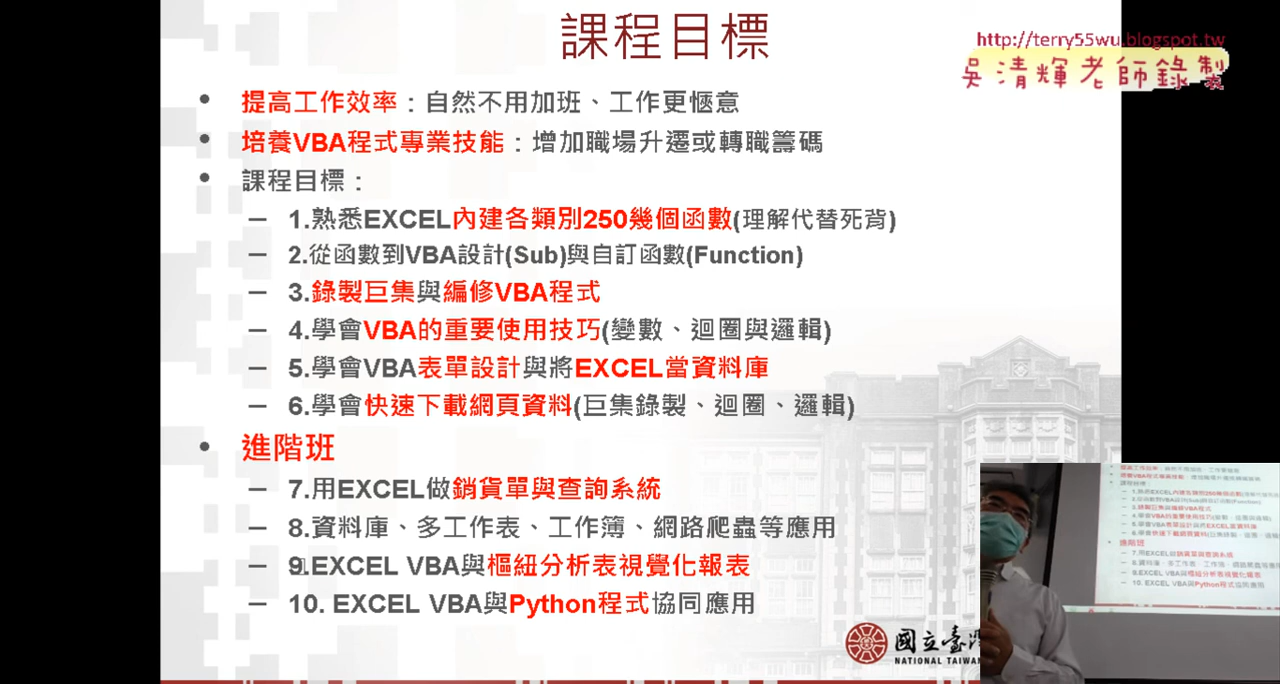 課程目標
http://terry55wu.blogspot.tw
吳清輝老師錄製
• 提高工作效率：自然不用加班、工作更愜意
• 培養VBA程式專業技能：增加職場升遷或轉職籌碼
• 課程目標：
– 1.熟悉EXCEL內建各類別250幾個函數(理解代替死背)
– 2.從函數到VBA設計(Sub)與自訂函數(Function)
– 3.錄製巨集與編修VBA程式
– 4.學會VBA的重要使用技巧(變數、迴圈與邏輯)
– 5.學會VBA表單設計與將EXCEL當資料庫
– 6.學會快速下載網頁資料(巨集錄製、迴圈、邏輯)
• 進階班
– 7.用EXCEL做銷貨單與查詢系統
– 8.資料庫、多工作表、工作簿、網路爬蟲等應用
– 9.EXCEL VBA與樞紐分析表視覺化報表
– 10. EXCEL VBA與Python程式協同應用
國立臺灣
NATIONAL TAIWA